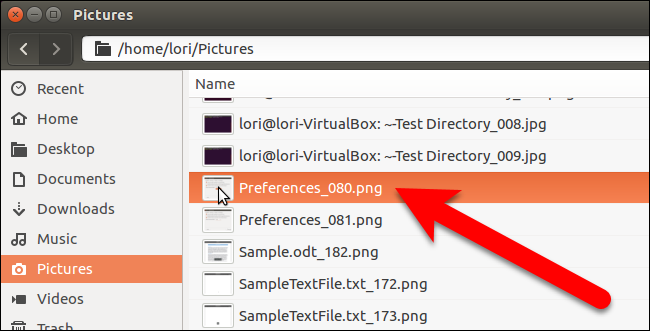 Pictures
/home/lori/Pictures
Recent
Home
Desktop
Documents
Downloads
Music
Pictures
Videos
Trash
Name
lori@lori-VirtualBox: ~-Test Directory_008.jpg
lori@lori-VirtualBox: ~-Test Directory_009.jpg
Preferences_080.png
Preferences_081.png
Sample.odt_182.png
SampleTextFile.txt_172.png
SampleTextFile.txt_173.png